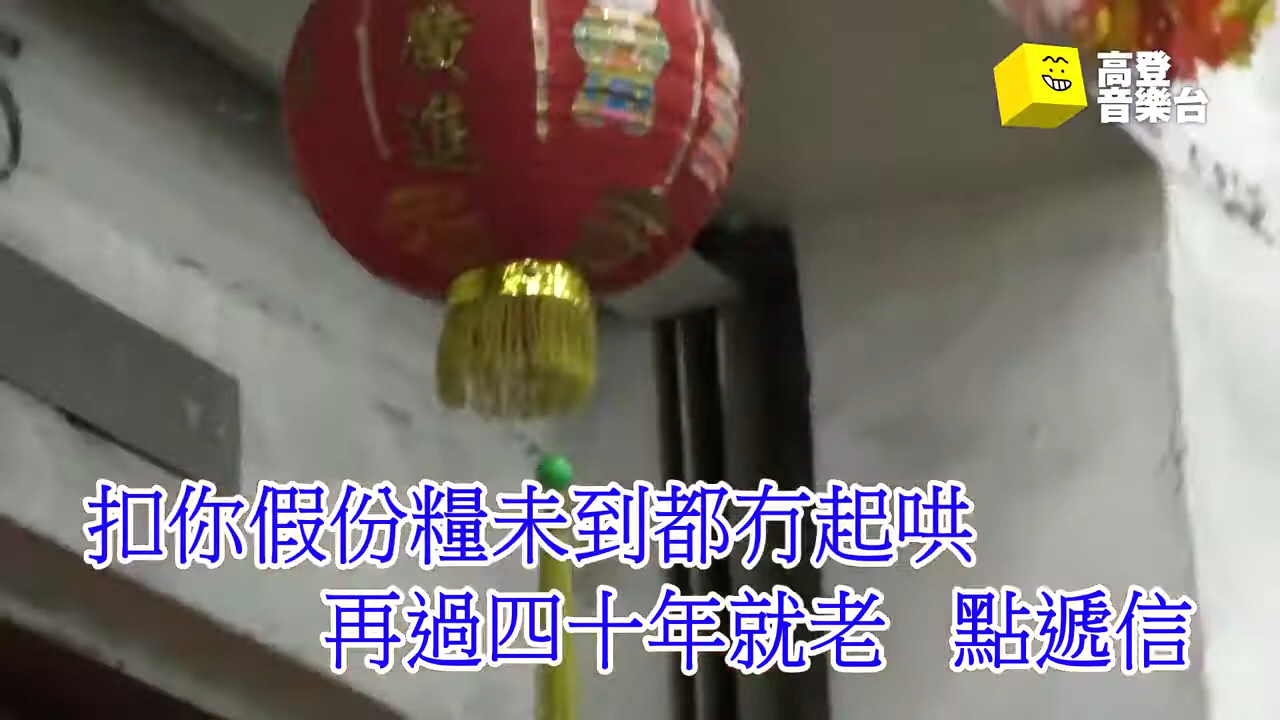 高登
音樂台
扣你假份糧未到都冇起哄
再過四十年就老 點遞信